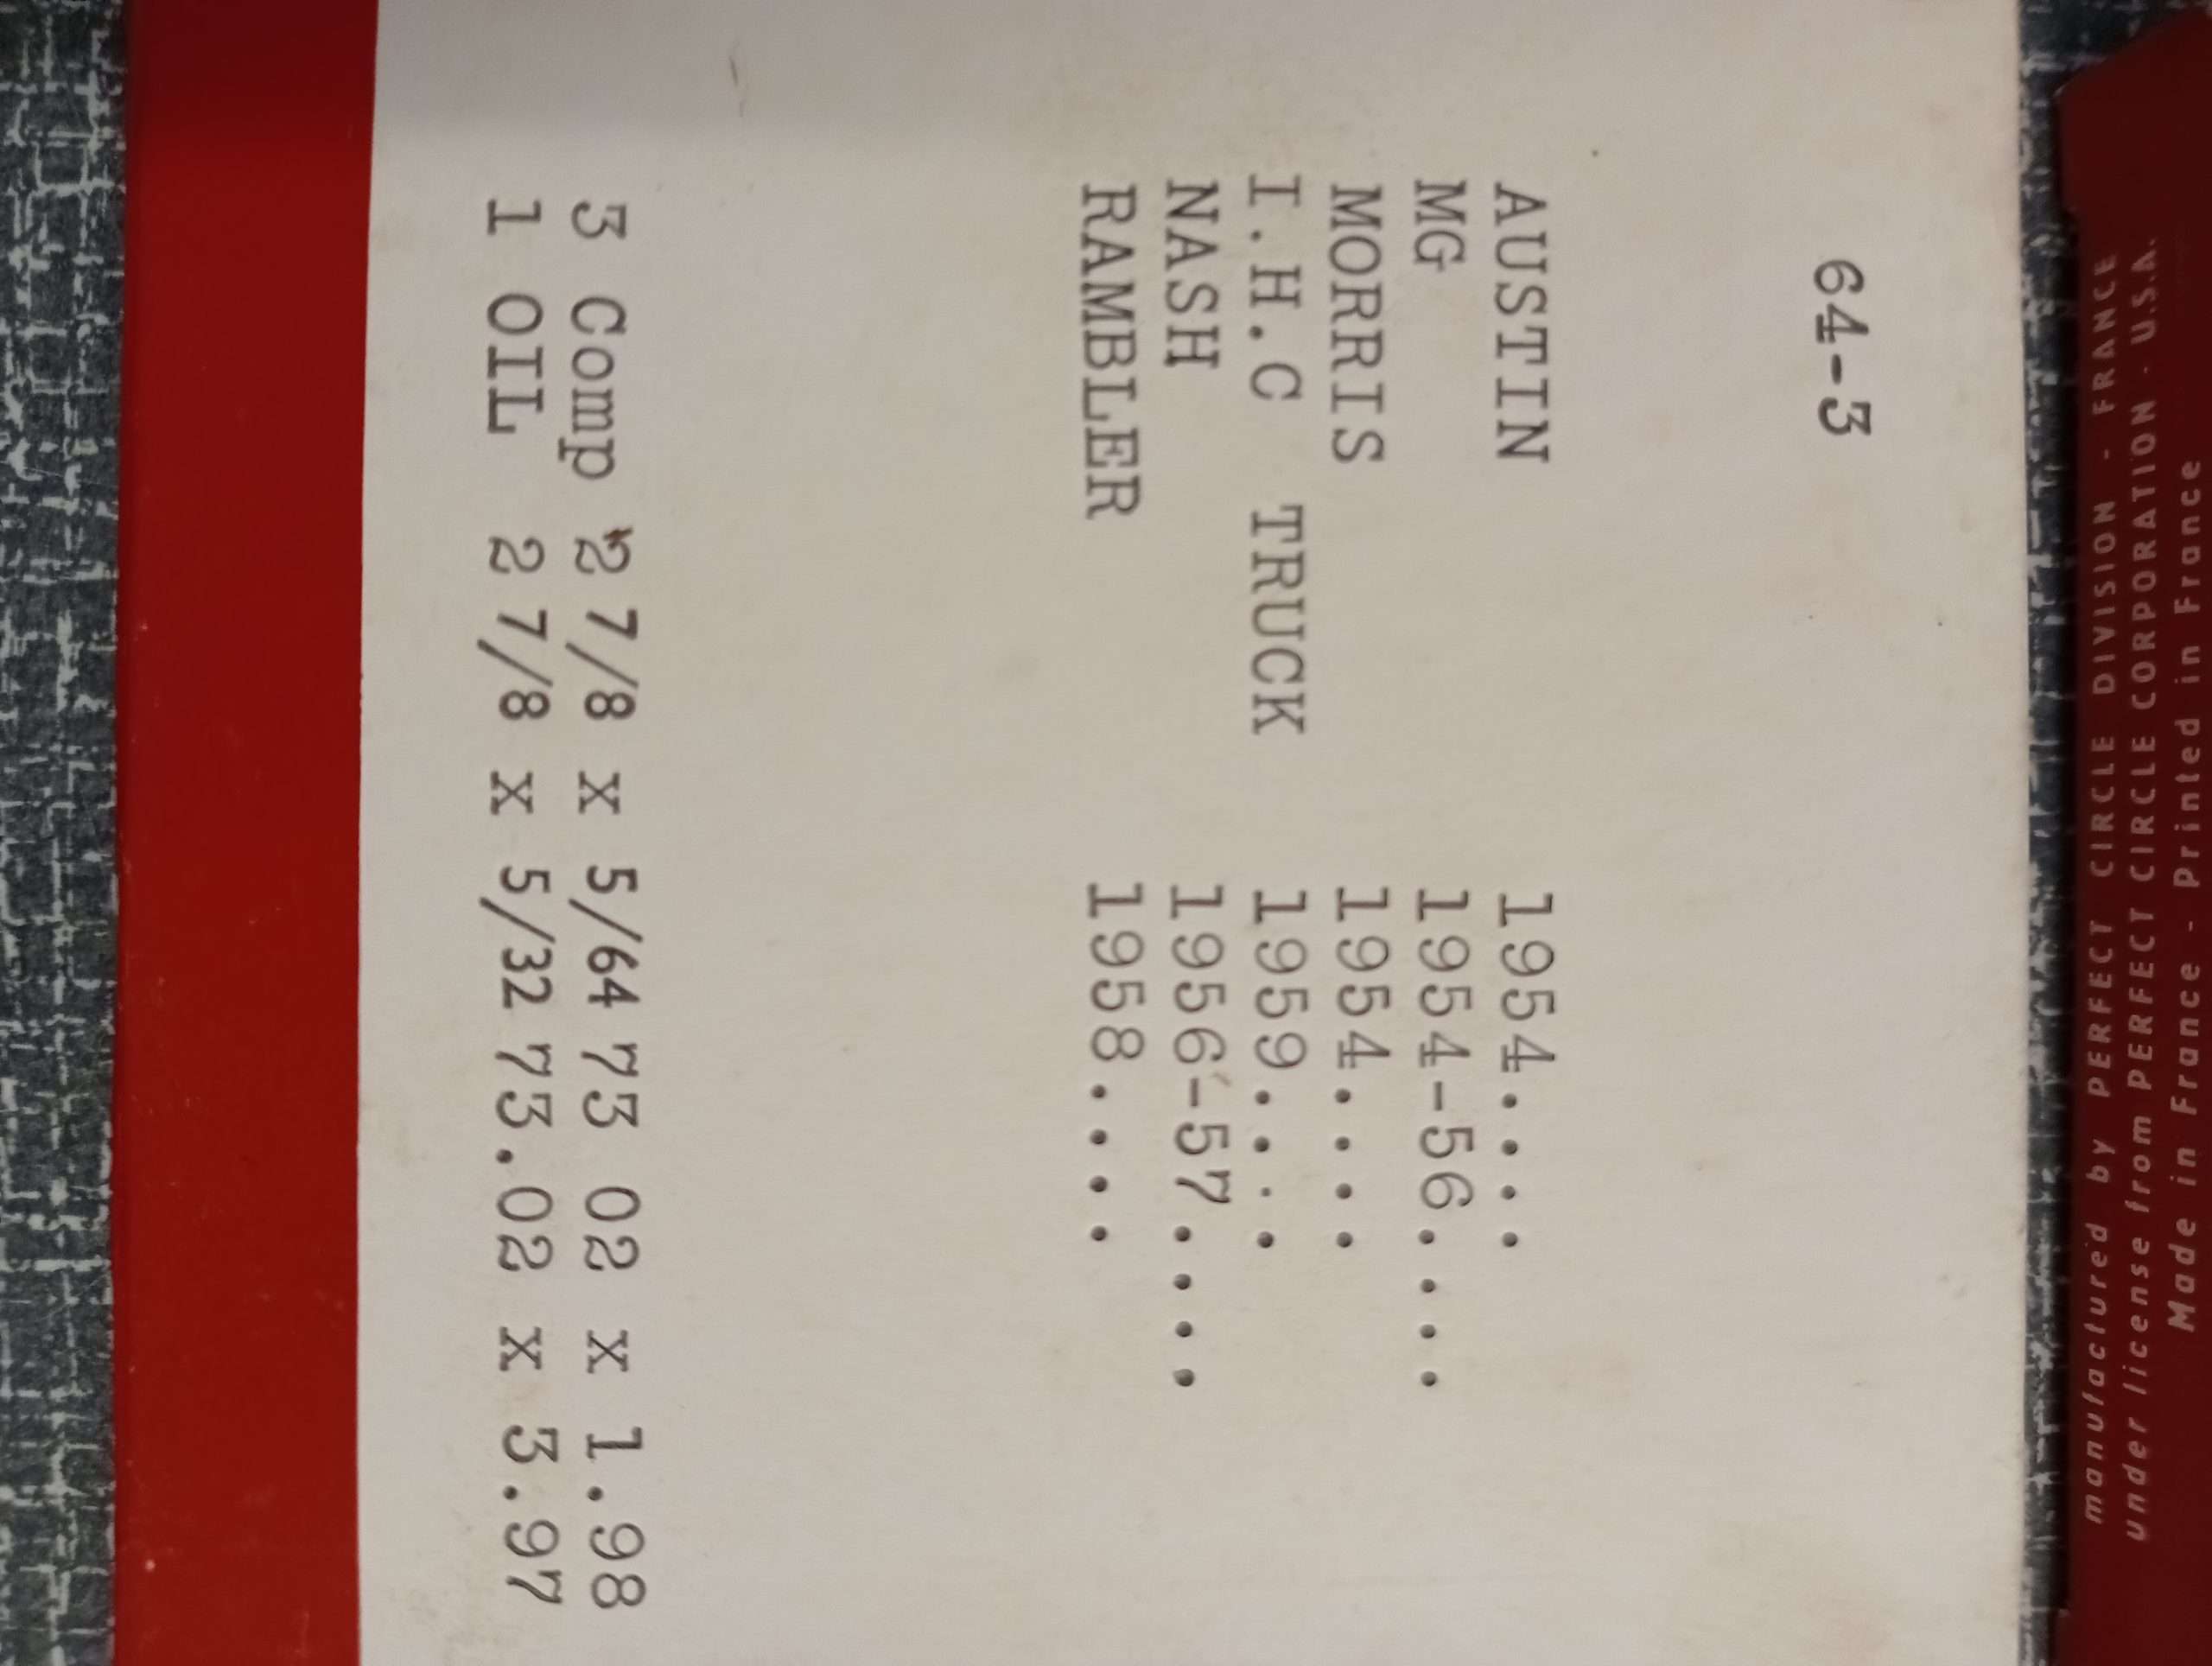 64-3
AUSTIN 1954....
MG 1954-56....
MORRIS 1954....
I.H.C TRUCK 1959....
NASH 1956-57....
RAMBLER 1958....
3 Comp 2 7/8 x 5/64 73 02 x 1.98
1 OIL 2 7/8 x 5/32 73.02 x 3.97
manufactured by PERFECT CIRCLE DIVISION - FRANCE
under license from PERFECT CIRCLE CORPORATION - U.S.A.
Made in France - Printed in France